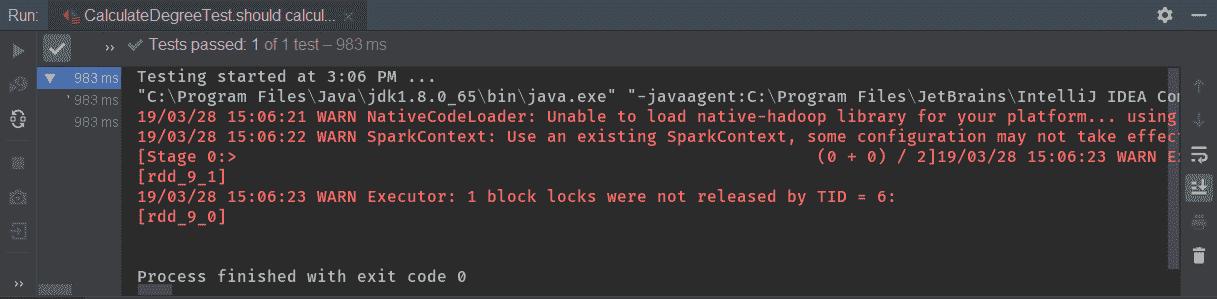 Run: CalculateDegreeTest.should calcul...
Tests passed: 1 of 1 test – 983 ms
983 ms
983 ms
983 ms
Testing started at 3:06 PM ...
"C:\Program Files\Java\jdk1.8.0_65\bin\java.exe" "-javaagent:C:\Program Files\JetBrains\IntelliJ IDEA Com
19/03/28 15:06:21 WARN NativeCodeLoader: Unable to load native-hadoop library for your platform... using
19/03/28 15:06:22 WARN SparkContext: Use an existing SparkContext, some configuration may not take effec
[Stage 0:> (0 + 0) / 2]19/03/28 15:06:23 WARN E
[rdd_9_1]
19/03/28 15:06:23 WARN Executor: 1 block locks were not released by TID = 6:
[rdd_9_0]
Process finished with exit code 0